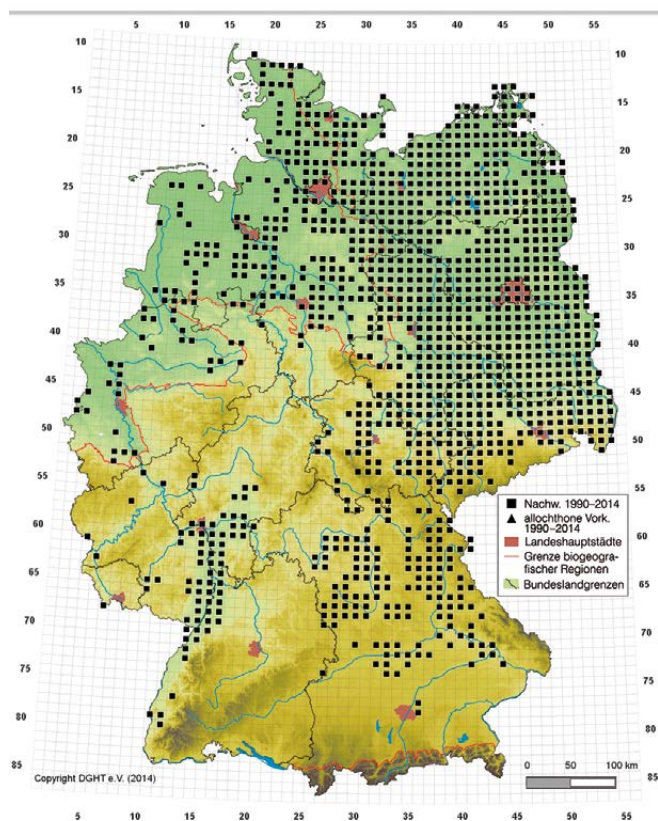 5 10 15 20 25 30 35 40 45 50 55
10 10
15 15
20 20
25 25
30 30
35 35
40 40
45 45
50 50
55 55
60 60
65 65
70 70
75 75
80 80
85 85
5 10 15 20 25 30 35 40 45 50 55
Nachw. 1990–2014
allochthone Vork.
1990–2014
Landeshauptstädte
Grenze biogeogra-
fischer Regionen
Bundeslandgrenzen
0 50 100 km
Copyright DGHT e.V. (2014)